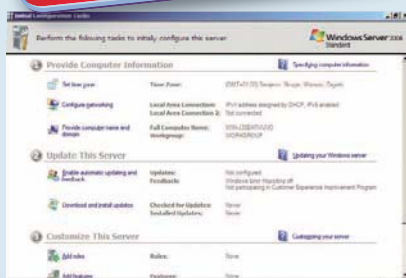 Initial Configuration Tasks
Perform the following tasks to initially configure this server
Windows Server 2008
Standard
1 Provide Computer Information
Specifying computer information
Set time zone
Time Zone:
Configure networking
Local Area Connection: IPv4 address assigned by DHCP, IPv6 enabled
Local Area Connection 2: Not connected
Provide computer name and domain
Full Computer Name:
Workgroup: WORKGROUP
2 Update This Server
Updating your Windows server
Enable automatic updating and feedback
Updates: Not configured
Feedback: Windows Error Reporting off
Not participating in Customer Experience Improvement Program
Download and install updates
Checked for Updates: Never
Installed Updates: Never
3 Customize This Server
Customizing your server
Add roles
Roles: None
Add features
Features: None